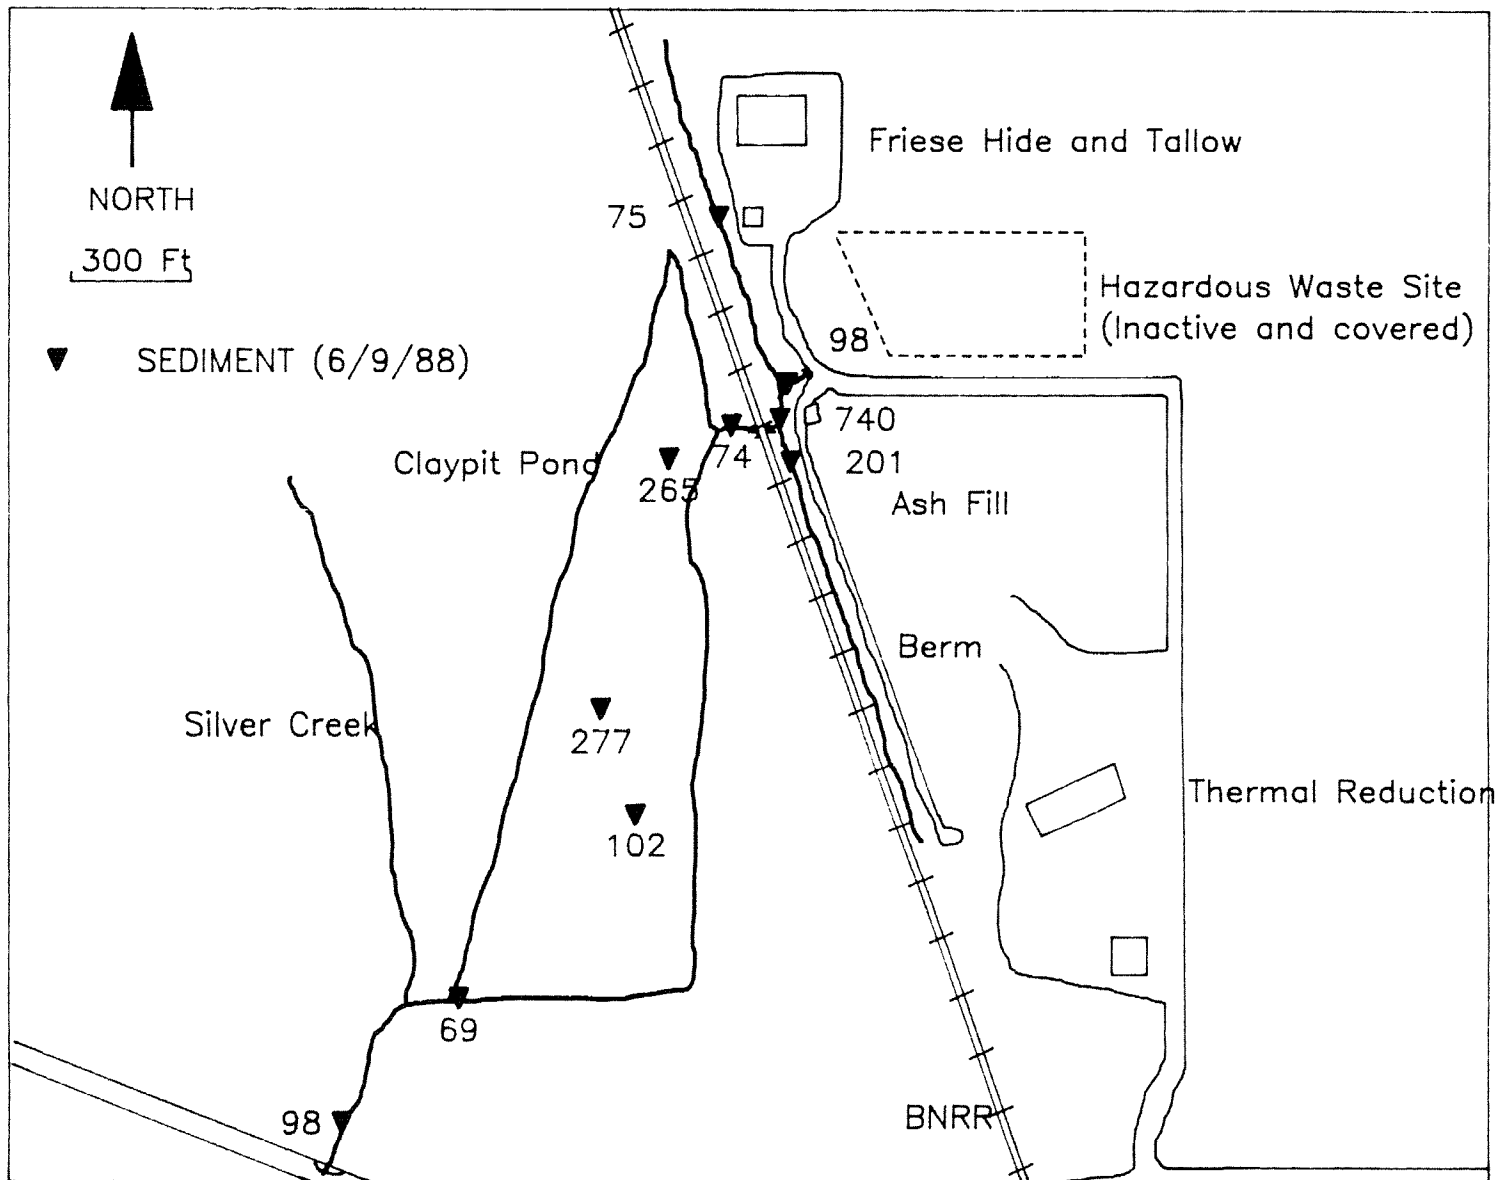 Friese Hide and Tallow
NORTH
75
300 Ft
Hazardous Waste Site
(Inactive and covered)
98
SEDIMENT (6/9/88)
740
74
201
Claypit Pond
265
Ash Fill
Berm
Silver Creek
277
Thermal Reduction
102
69
98
BNRR